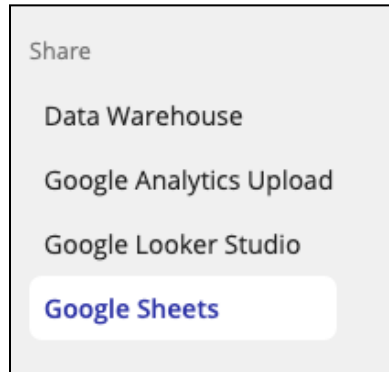 Share
Data Warehouse
Google Analytics Upload
Google Looker Studio
Google Sheets